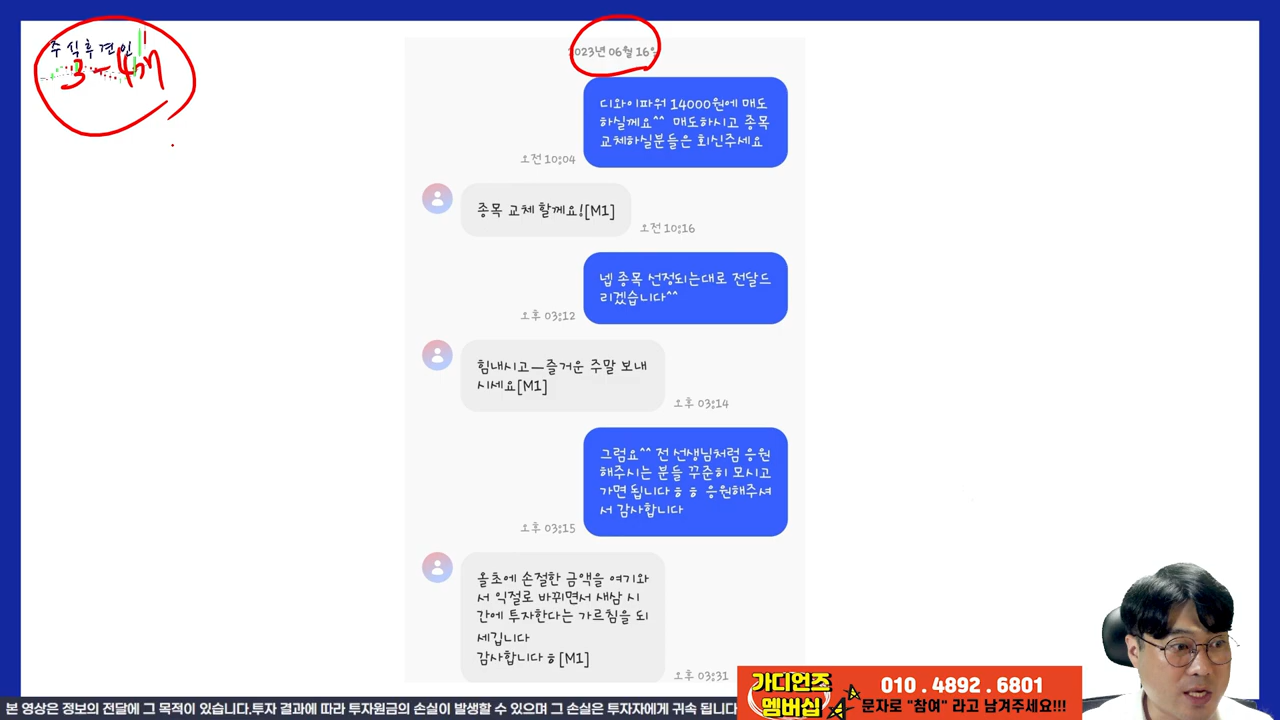 주식후견인
3-4개
2023년 06월 16일
디와이파워 14000원에 매도
하실께요^^ 매도하시고 종목
교체하실분들은 회신주세요
오전 10:04
종목 교체 할께요![M1]
오전 10:16
넵 종목 선정되는대로 전달드
리겠습니다^^
오후 03:12
힘내시고—즐거운 주말 보내
시세요[M1]
오후 03:14
그럼요^^ 전 선생님처럼 응원
해주시는 분들 꾸준히 모시고
가면 됩니다ㅎㅎ 응원해주셔
서 감사합니다
오후 03:15
올초에 손절한 금액을 여기와
서 익절로 바뀌면서 새삼 시
간에 투자한다는 가르침을 되
세깁니다
감사합니다ㅎ[M1]
오후 03:31
가디언즈
멤버십
010 . 4892 . 6801
문자로 "참여" 라고 남겨주세요!!!
본 영상은 정보의 전달에 그 목적이 있습니다.투자 결과에 따라 투자원금의 손실이 발생할 수 있으며 그 손실은 투자자에게 귀속 됩니다